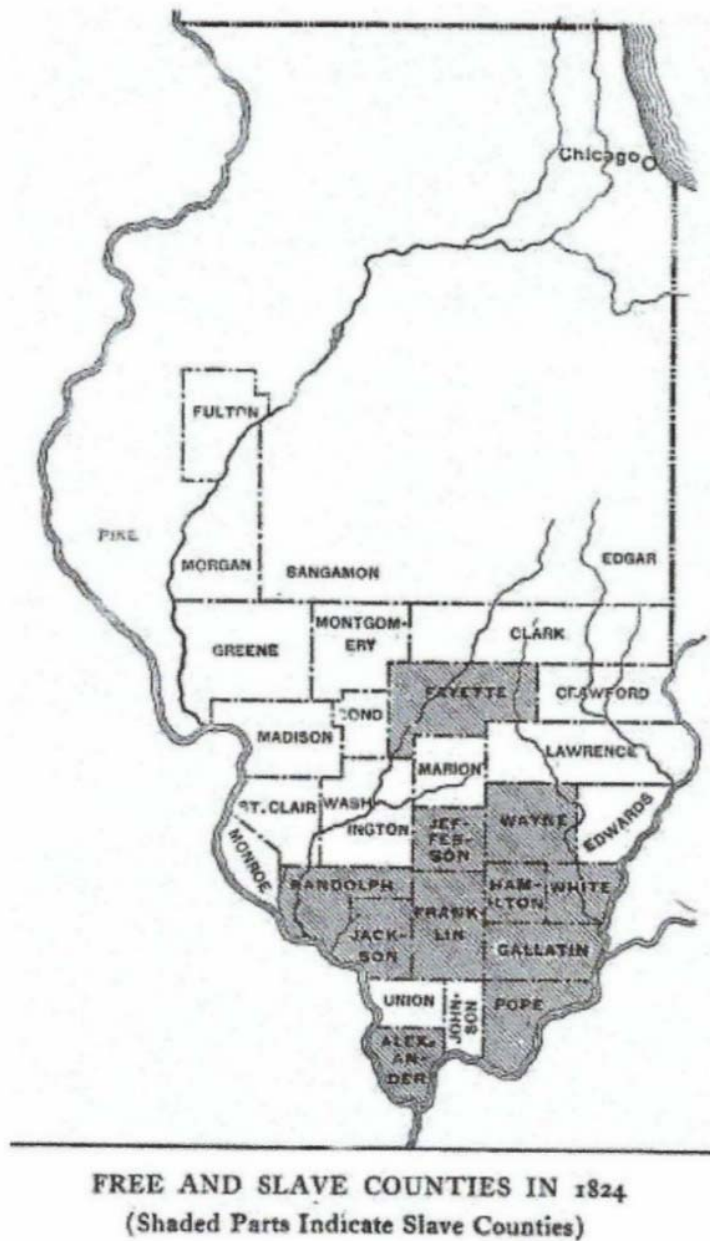 Chicago
FULTON
PIKE
MORGAN
SANGAMON
EDGAR
GREENE
MONTGOM-
ERY
CLARK
FAYETTE
CRAWFORD
MADISON
BOND
MARION
LAWRENCE
ST. CLAIR
WASH
INGTON
JEF-
FER-
SON
WAYNE
EDWARDS
MONROE
RANDOLPH
HAM-
ILTON
WHITE
JACK-
SON
FRANK-
LIN
GALLATIN
UNION
JOHN-
SON
POPE
ALEX-
AN-
DER
FREE AND SLAVE COUNTIES IN 1824
(Shaded Parts Indicate Slave Counties)